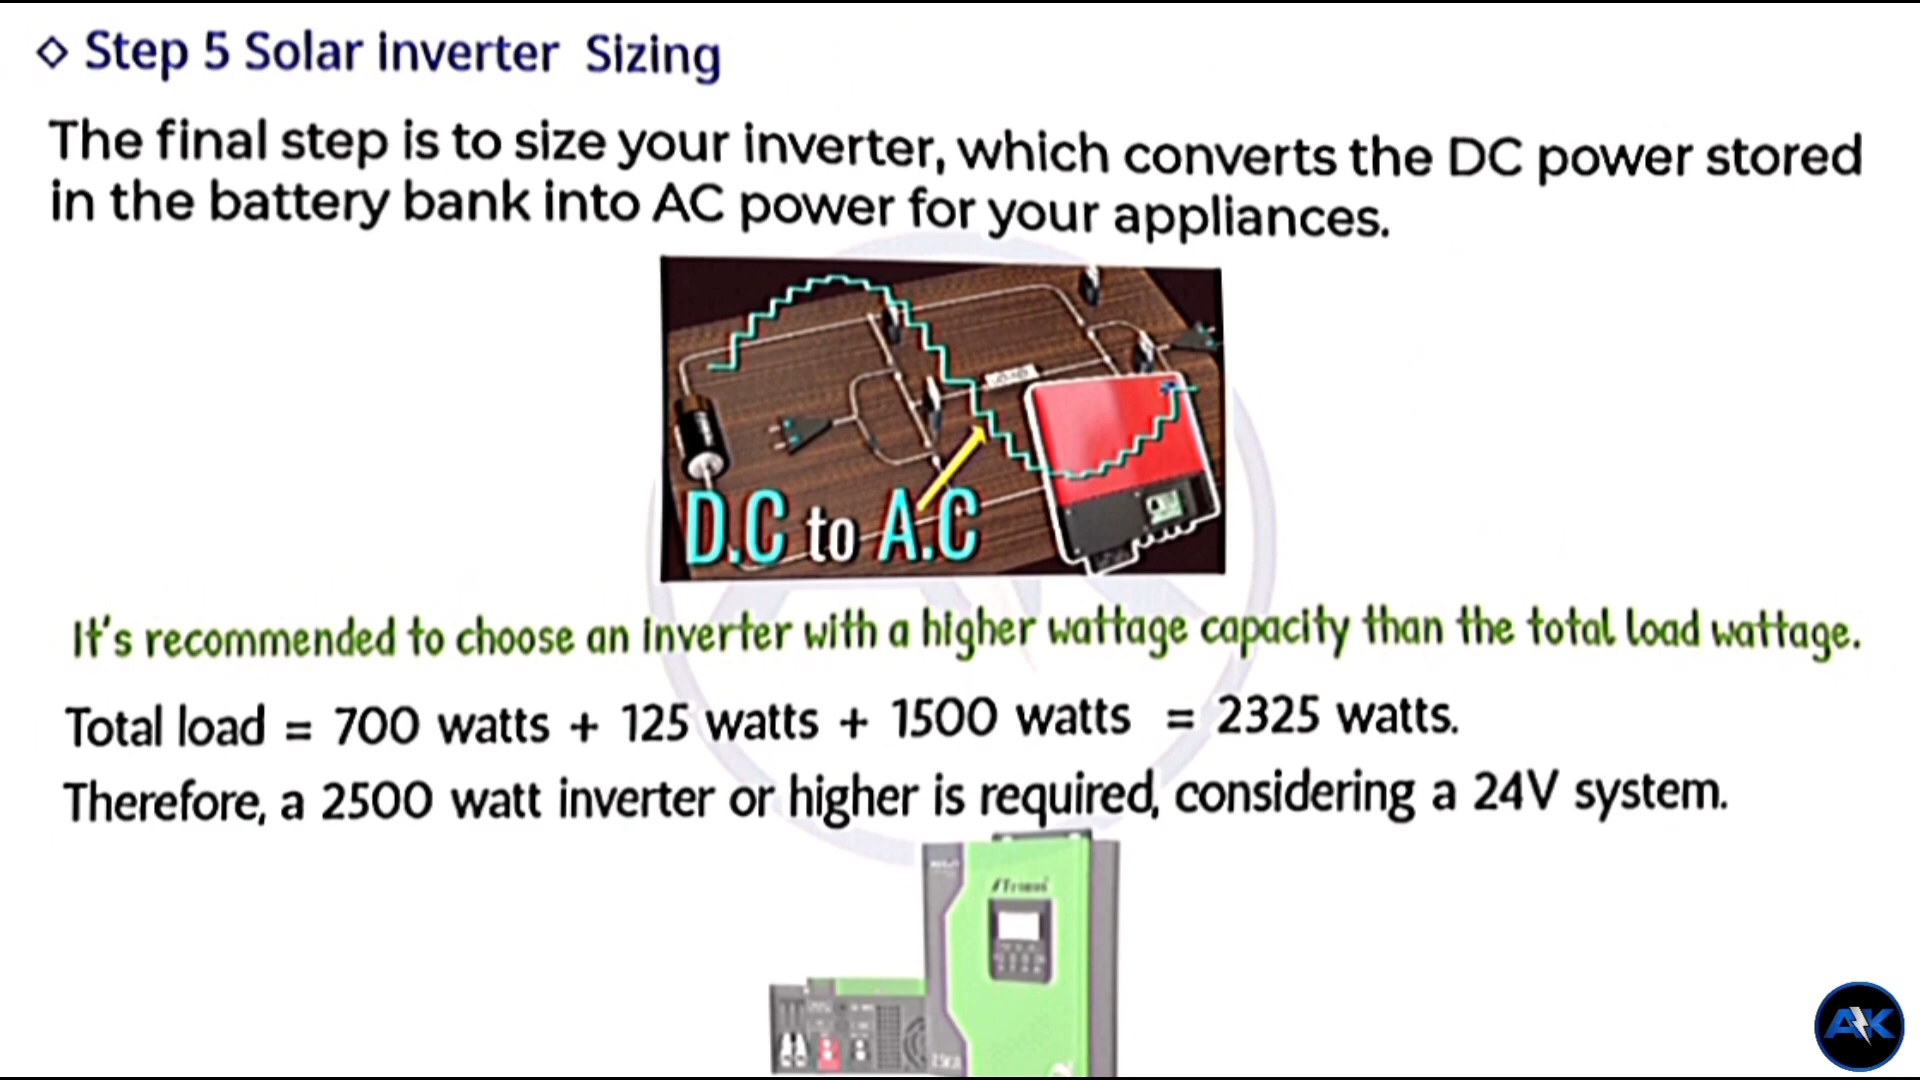 ◇ Step 5 Solar inverter Sizing
The final step is to size your inverter, which converts the DC power stored
in the battery bank into AC power for your appliances.
D.C to A.C
It's recommended to choose an inverter with a higher wattage capacity than the total load wattage.
Total load = 700 watts + 125 watts + 1500 watts = 2325 watts.
Therefore, a 2500 watt inverter or higher is required, considering a 24V system.
AK